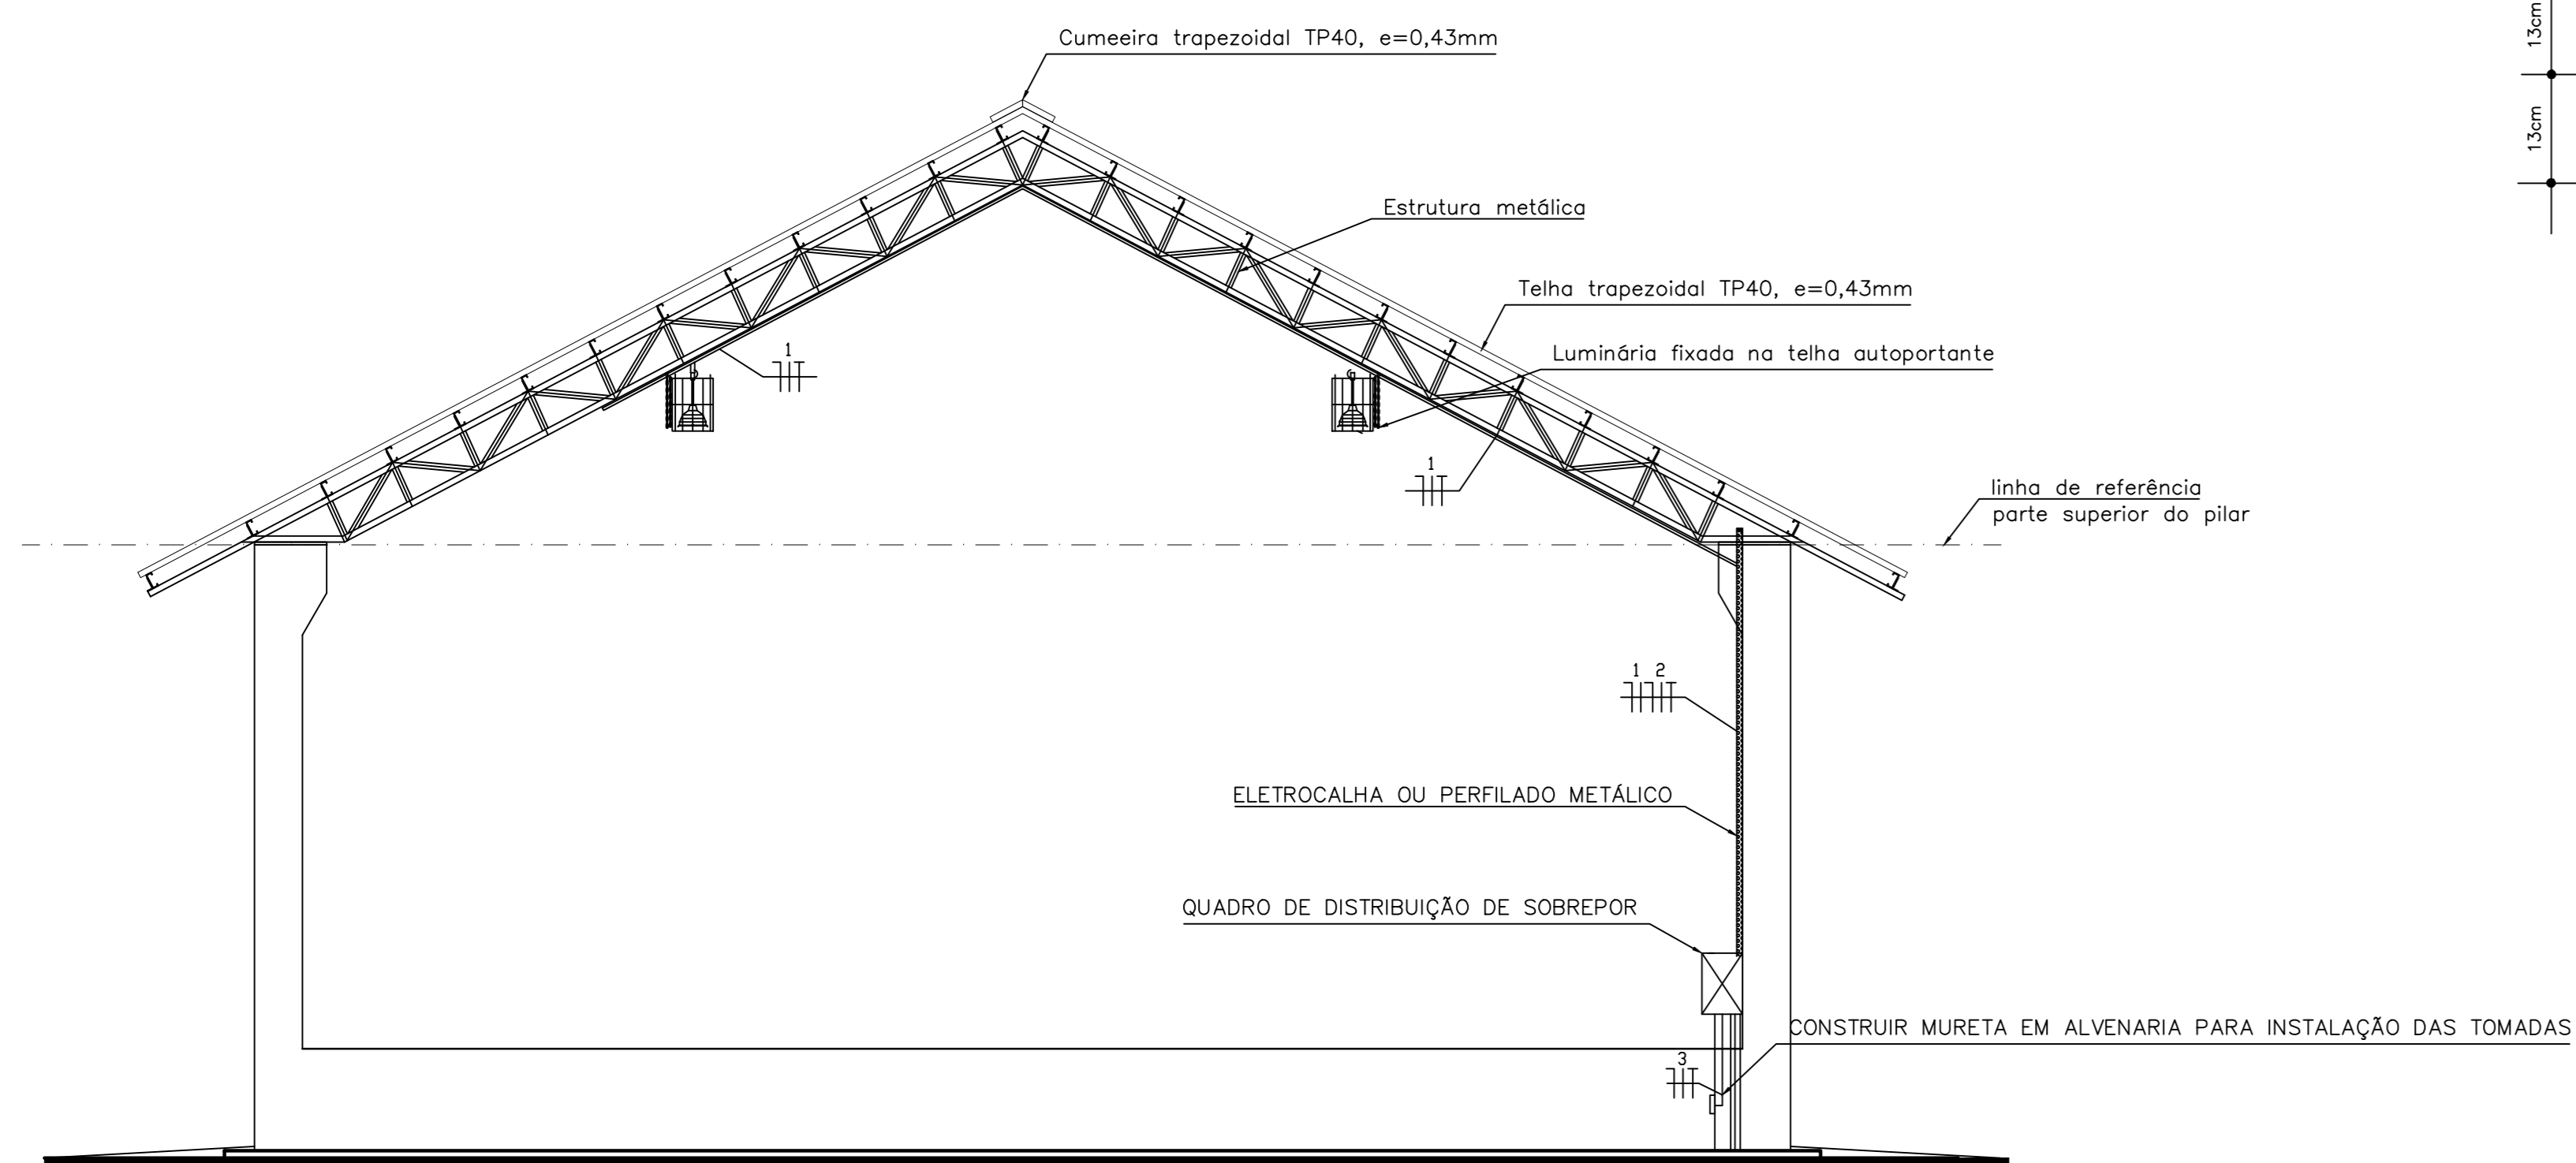 Cumeeira trapezoidal TP40, e=0,43mm
13cm
13cm
Estrutura metálica
Telha trapezoidal TP40, e=0,43mm
Luminária fixada na telha autoportante
1
1
linha de referência
parte superior do pilar
1 2
ELETROCALHA OU PERFILADO METÁLICO
QUADRO DE DISTRIBUIÇÃO DE SOBREPOR
CONSTRUIR MURETA EM ALVENARIA PARA INSTALAÇÃO DAS TOMADAS
3